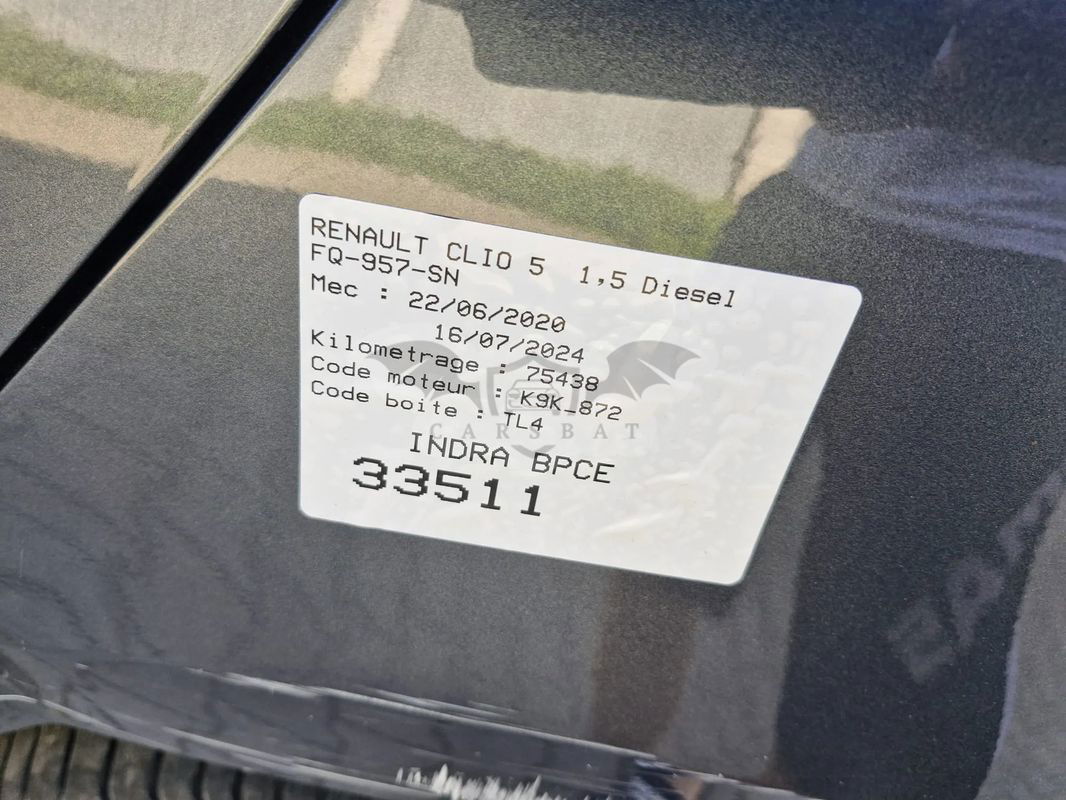 RENAULT CLIO 5 1,5 Diesel
FQ-957-SN
Mec : 22/06/2020
16/07/2024
Kilometrage : 75438
Code moteur : K9K_872
Code boite : TL4
CARSBAT
INDRA BPCE
33511